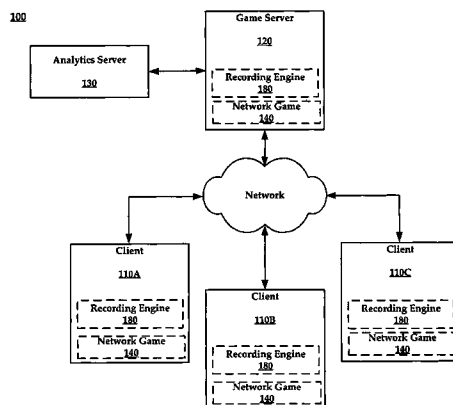 100
Game Server
120
Recording Engine
180
Network Game
140
Analytics Server
130
Network
Client
110A
Recording Engine
180
Network Game
140
Client
110B
Recording Engine
180
Network Game
140
Client
110C
Recording Engine
180
Network Game
140